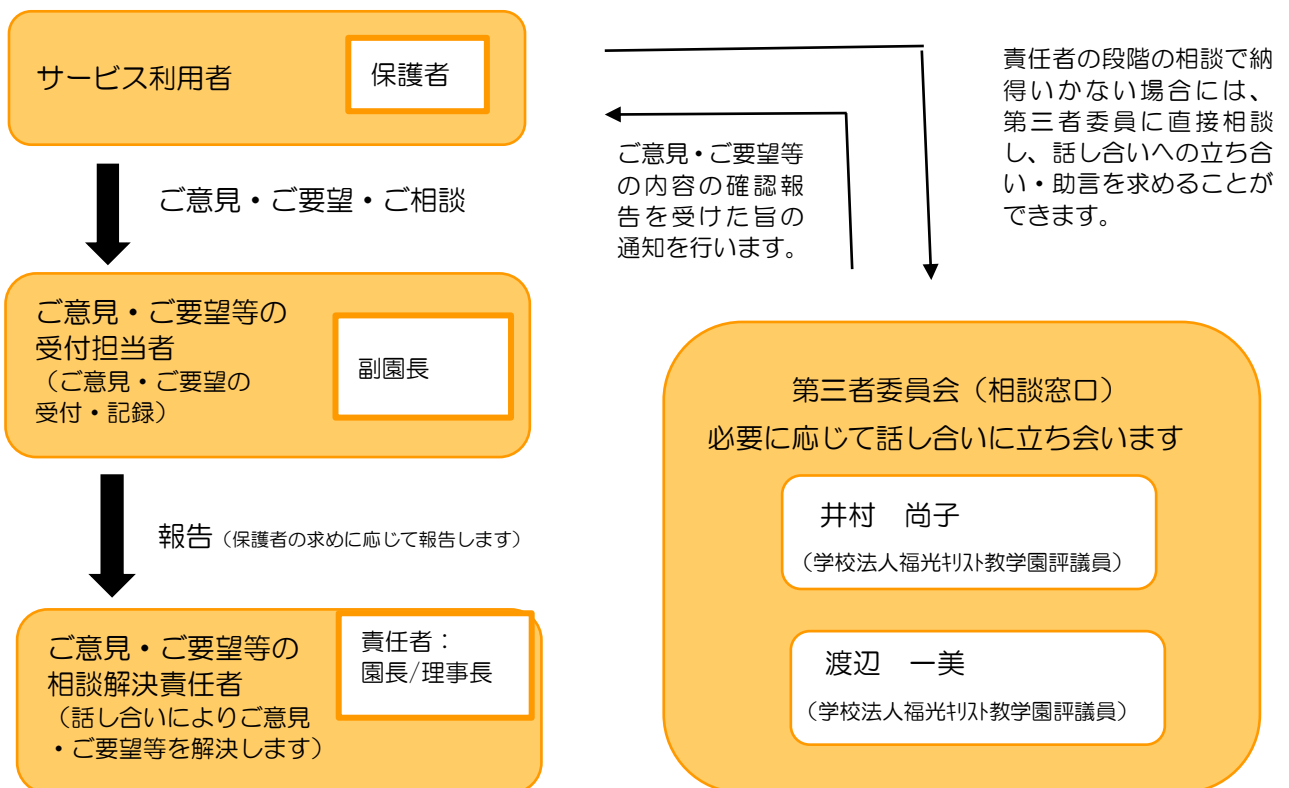 サービス利用者
保護者
ご意見・ご要望・ご相談
ご意見・ご要望等の
受付担当者
（ご意見・ご要望の
受付・記録）
副園長
報告（保護者の求めに応じて報告します）
ご意見・ご要望等の
相談解決責任者
（話し合いによりご意見
・ご要望等を解決します）
責任者：
園長/理事長
ご意見・ご要望等
の内容の確認報
告を受けた旨の
通知を行います。
責任者の段階の相談で納
得いかない場合には、
第三者委員に直接相談
し、話し合いへの立ち合
い・助言を求めることが
できます。
第三者委員会（相談窓口）
必要に応じて話し合いに立ち会います
井村　尚子
（学校法人福光ｷﾘｽﾄ教学園評議員）
渡辺　一美
（学校法人福光ｷﾘｽﾄ教学園評議員）